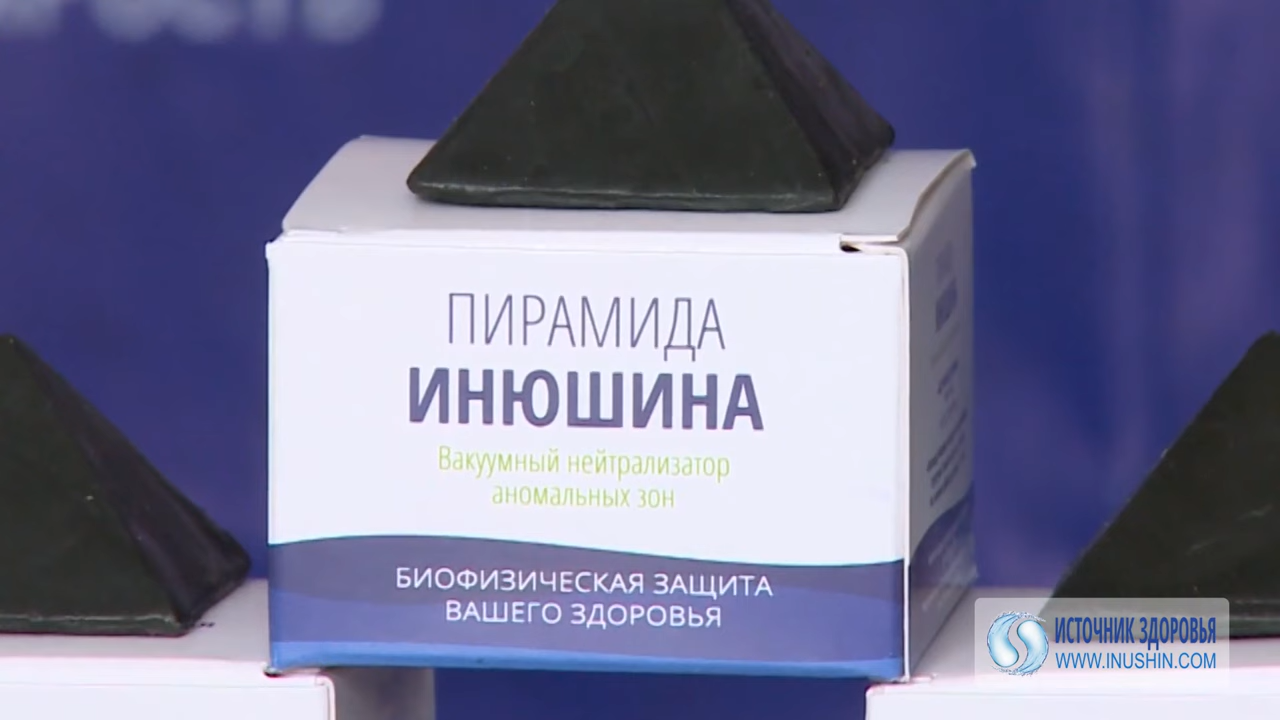 ПИРАМИДА
ИНЮШИНА
Вакуумный нейтрализатор
аномальных зон
БИОФИЗИЧЕСКАЯ ЗАЩИТА
ВАШЕГО ЗДОРОВЬЯ
ИСТОЧНИК ЗДОРОВЬЯ
WWW.INUSHIN.COM